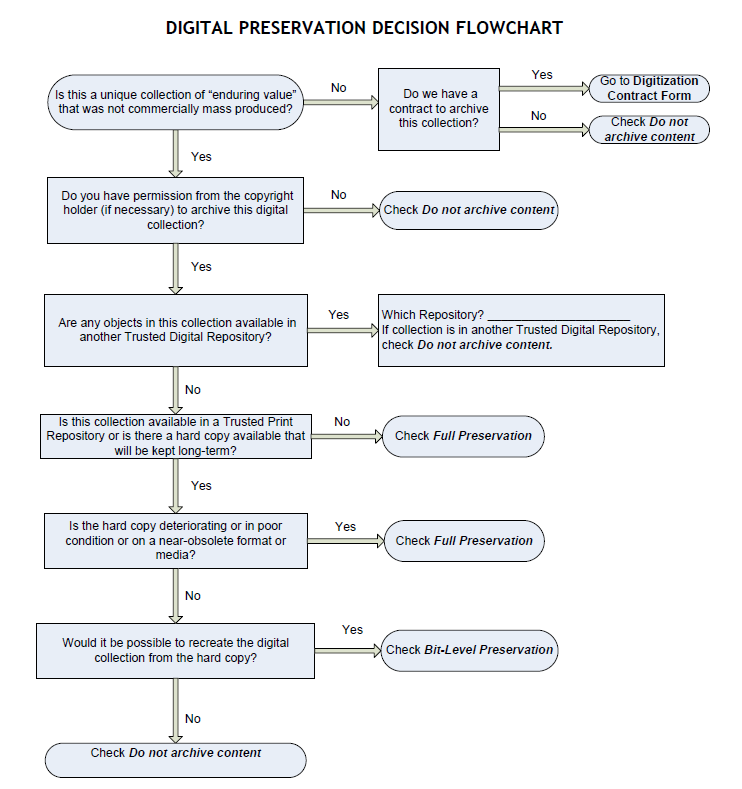 DIGITAL PRESERVATION DECISION FLOWCHART
Is this a unique collection of “enduring value”
that was not commercially mass produced?
No
Do we have a
contract to archive
this collection?
Yes
Go to Digitization
Contract Form
No
Check Do not
archive content
Yes
Do you have permission from the copyright
holder (if necessary) to archive this digital
collection?
No
Check Do not archive content
Yes
Are any objects in this collection available in
another Trusted Digital Repository?
Yes
Which Repository? ______________________
If collection is in another Trusted Digital Repository,
check Do not archive content.
No
Is this collection available in a Trusted Print
Repository or is there a hard copy available that
will be kept long-term?
No
Check Full Preservation
Yes
Is the hard copy deteriorating or in poor
condition or on a near-obsolete format or
media?
Yes
Check Full Preservation
No
Would it be possible to recreate the digital
collection from the hard copy?
Yes
Check Bit-Level Preservation
No
Check Do not archive content